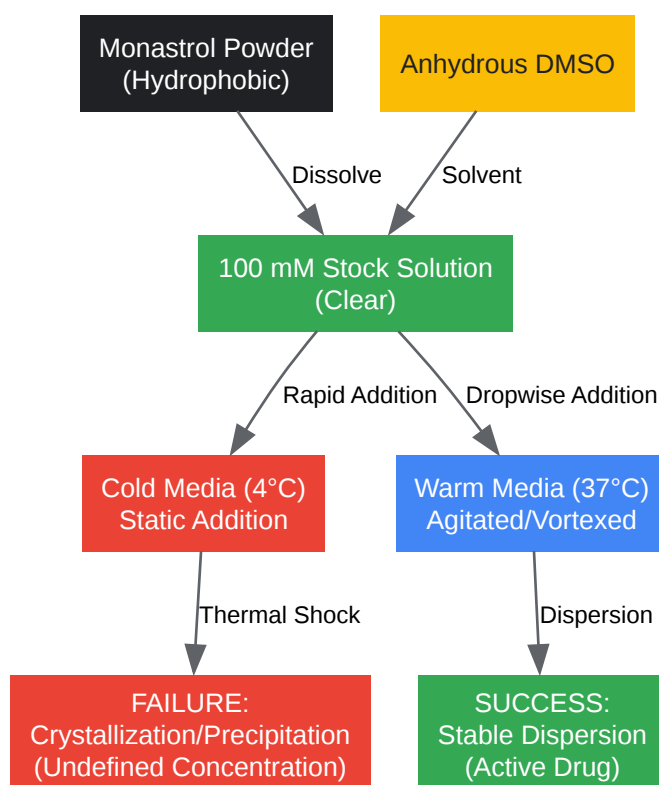 Monastrol Powder
(Hydrophobic)
Anhydrous DMSO
Dissolve
Solvent
100 mM Stock Solution
(Clear)
Rapid Addition
Dropwise Addition
Cold Media (4°C)
Static Addition
Warm Media (37°C)
Agitated/Vortexed
Thermal Shock
Dispersion
FAILURE:
Crystallization/Precipitation
(Undefined Concentration)
SUCCESS:
Stable Dispersion
(Active Drug)